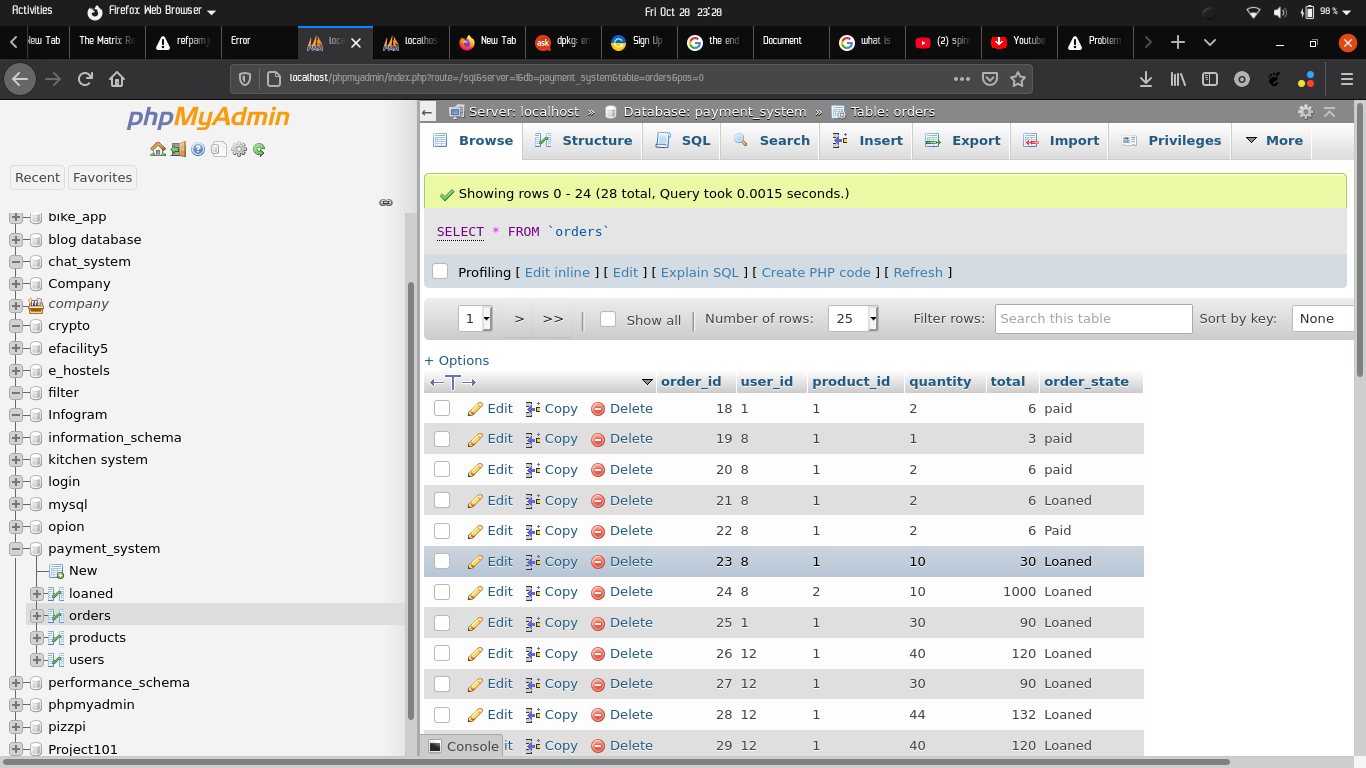 Activities Firefox Web Browser Fri Oct 28 23:28 98%
New Tab The Matrix: R Error localhos New Tab dpkg: er Sign Up the end Document what is (2) spin Youtube Problem
localhost/phpmyadmin/index.php?route=/sql&server=1&db=payment_system&table=orders&pos=0
phpMyAdmin
Recent Favorites
bike_app
blog database
chat_system
Company
company
crypto
efacility5
e_hostels
filter
Infogram
information_schema
kitchen system
login
mysql
opion
payment_system
New
loaned
orders
products
users
performance_schema
phpmyadmin
pizzpi
Project101
Server: localhost » Database: payment_system » Table: orders
Browse Structure SQL Search Insert Export Import Privileges More
Showing rows 0 - 24 (28 total, Query took 0.0015 seconds.)
SELECT * FROM `orders`
Profiling [ Edit inline ] [ Edit ] [ Explain SQL ] [ Create PHP code ] [ Refresh ]
1 > >> Show all Number of rows: 25 Filter rows: Search this table Sort by key: None
+ Options
←T→ order_id user_id product_id quantity total order_state
Edit Copy Delete 18 1 1 2 6 paid
Edit Copy Delete 19 8 1 1 3 paid
Edit Copy Delete 20 8 1 2 6 paid
Edit Copy Delete 21 8 1 2 6 Loaned
Edit Copy Delete 22 8 1 2 6 Paid
Edit Copy Delete 23 8 1 10 30 Loaned
Edit Copy Delete 24 8 2 10 1000 Loaned
Edit Copy Delete 25 1 1 30 90 Loaned
Edit Copy Delete 26 12 1 40 120 Loaned
Edit Copy Delete 27 12 1 30 90 Loaned
Edit Copy Delete 28 12 1 44 132 Loaned
Console it Copy Delete 29 12 1 40 120 Loaned